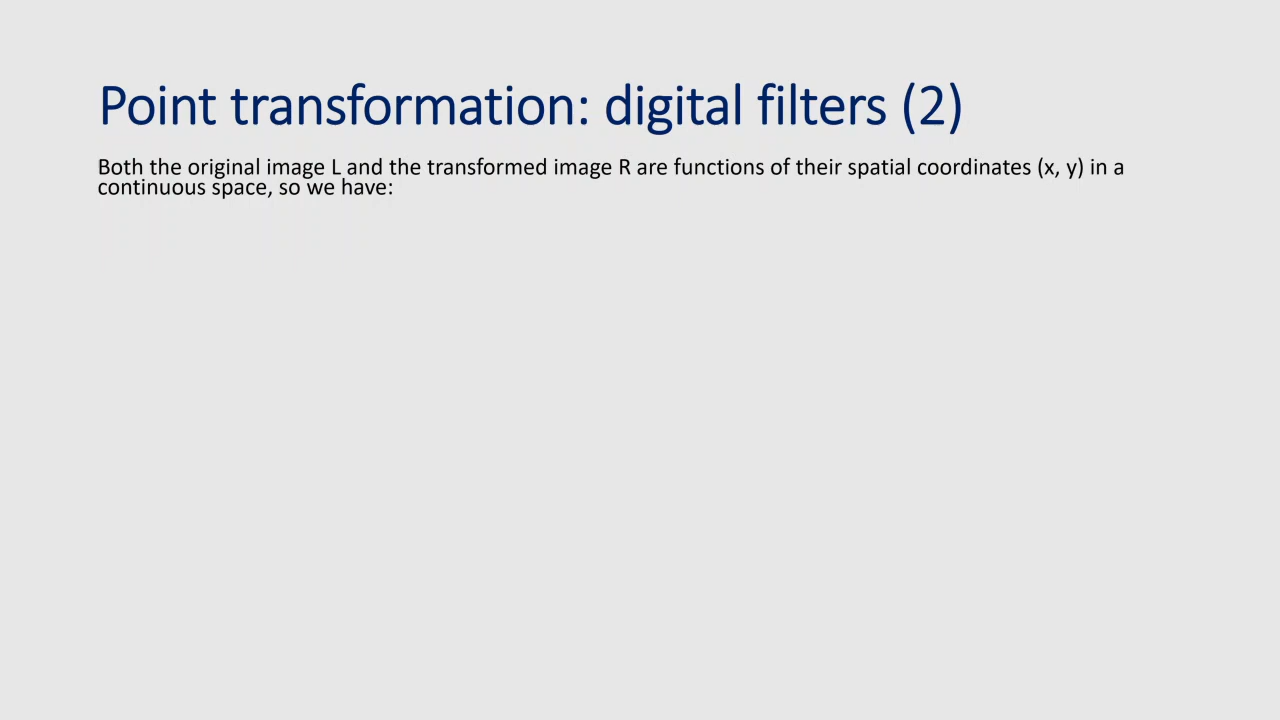 Point transformation: digital filters (2)
Both the original image L and the transformed image R are functions of their spatial coordinates (x, y) in a
continuous space, so we have: